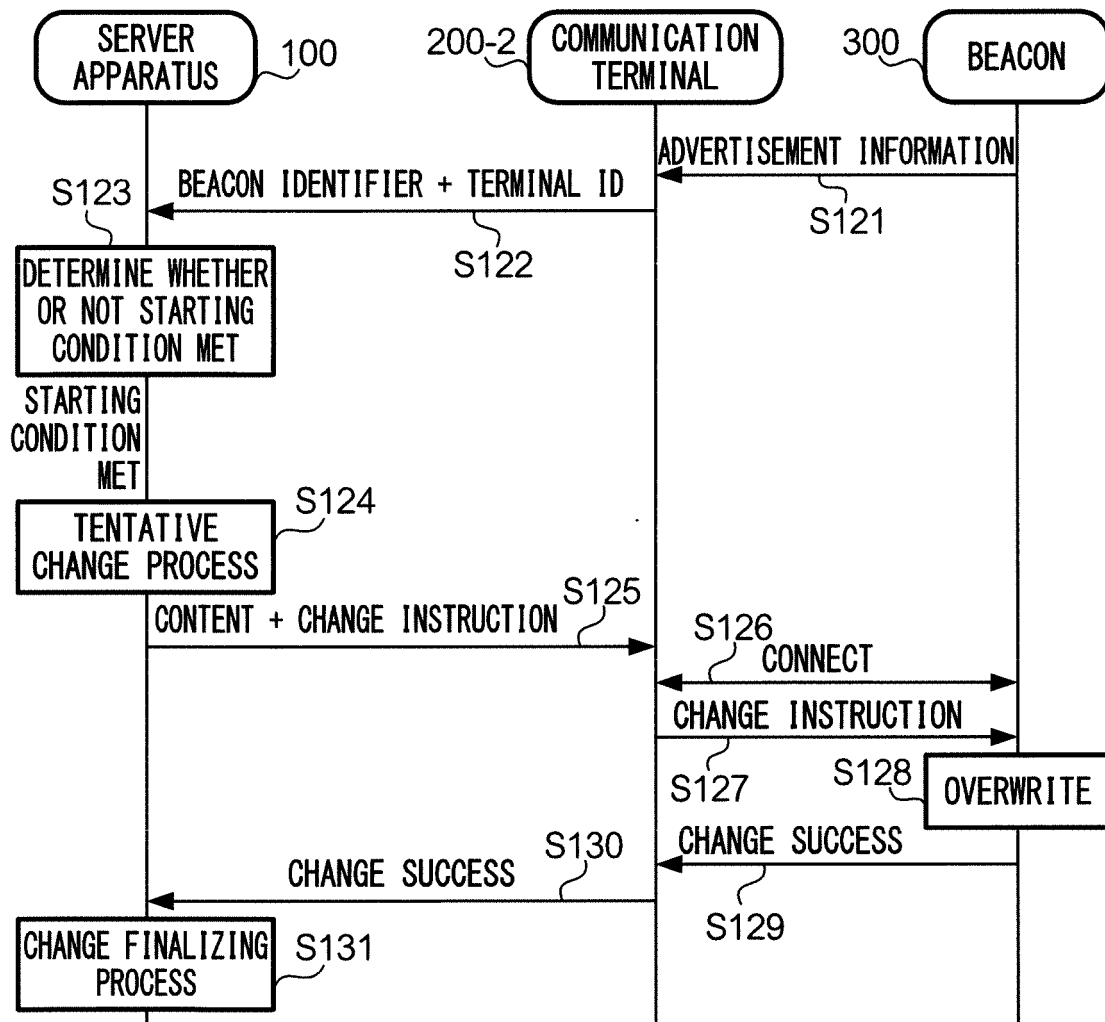 SERVER
APPARATUS
100
200-2
COMMUNICATION
TERMINAL
300
BEACON
ADVERTISEMENT INFORMATION
S121
BEACON IDENTIFIER + TERMINAL ID
S122
S123
DETERMINE WHETHER
OR NOT STARTING
CONDITION MET
STARTING
CONDITION
MET
S124
TENTATIVE
CHANGE PROCESS
CONTENT + CHANGE INSTRUCTION
S125
S126
CONNECT
CHANGE INSTRUCTION
S127
S128
OVERWRITE
CHANGE SUCCESS
S129
CHANGE SUCCESS
S130
CHANGE FINALIZING
PROCESS
S131